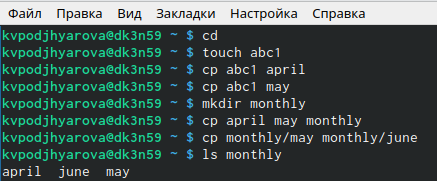 Файл Правка Вид Закладки Настройка Справка
kvpodjhyarova@dk3n59 ~ $ cd
kvpodjhyarova@dk3n59 ~ $ touch abc1
kvpodjhyarova@dk3n59 ~ $ cp abc1 april
kvpodjhyarova@dk3n59 ~ $ cp abc1 may
kvpodjhyarova@dk3n59 ~ $ mkdir monthly
kvpodjhyarova@dk3n59 ~ $ cp april may monthly
kvpodjhyarova@dk3n59 ~ $ cp monthly/may monthly/june
kvpodjhyarova@dk3n59 ~ $ ls monthly
april  june  may